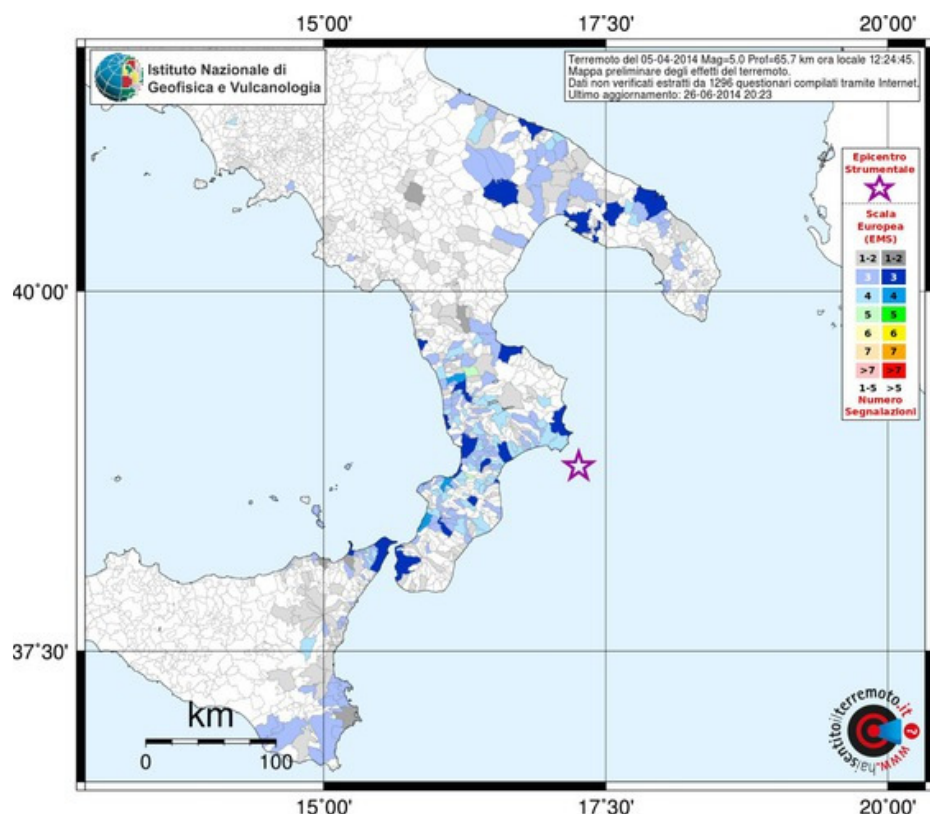 15°00' 17°30' 20°00'
Istituto Nazionale di
Geofisica e Vulcanologia
Terremoto del 05-04-2014 Mag=5.0 Prof=65.7 km ora locale 12:24:45.
Mappa preliminare degli effetti del terremoto.
Dati non verificati estratti da 1296 questionari compilati tramite Internet.
Ultimo aggiornamento: 26-06-2014 20:23
Epicentro
Strumentale
Scala
Europea
(EMS)
1-2 1-2
3 3
4 4
5 5
6 6
7 7
>7 >7
1-5 >5
Numero
Segnalazioni
40°00'
37°30'
km
0 100
www.haisentitoilterremoto.it
?
15°00' 17°30' 20°00'